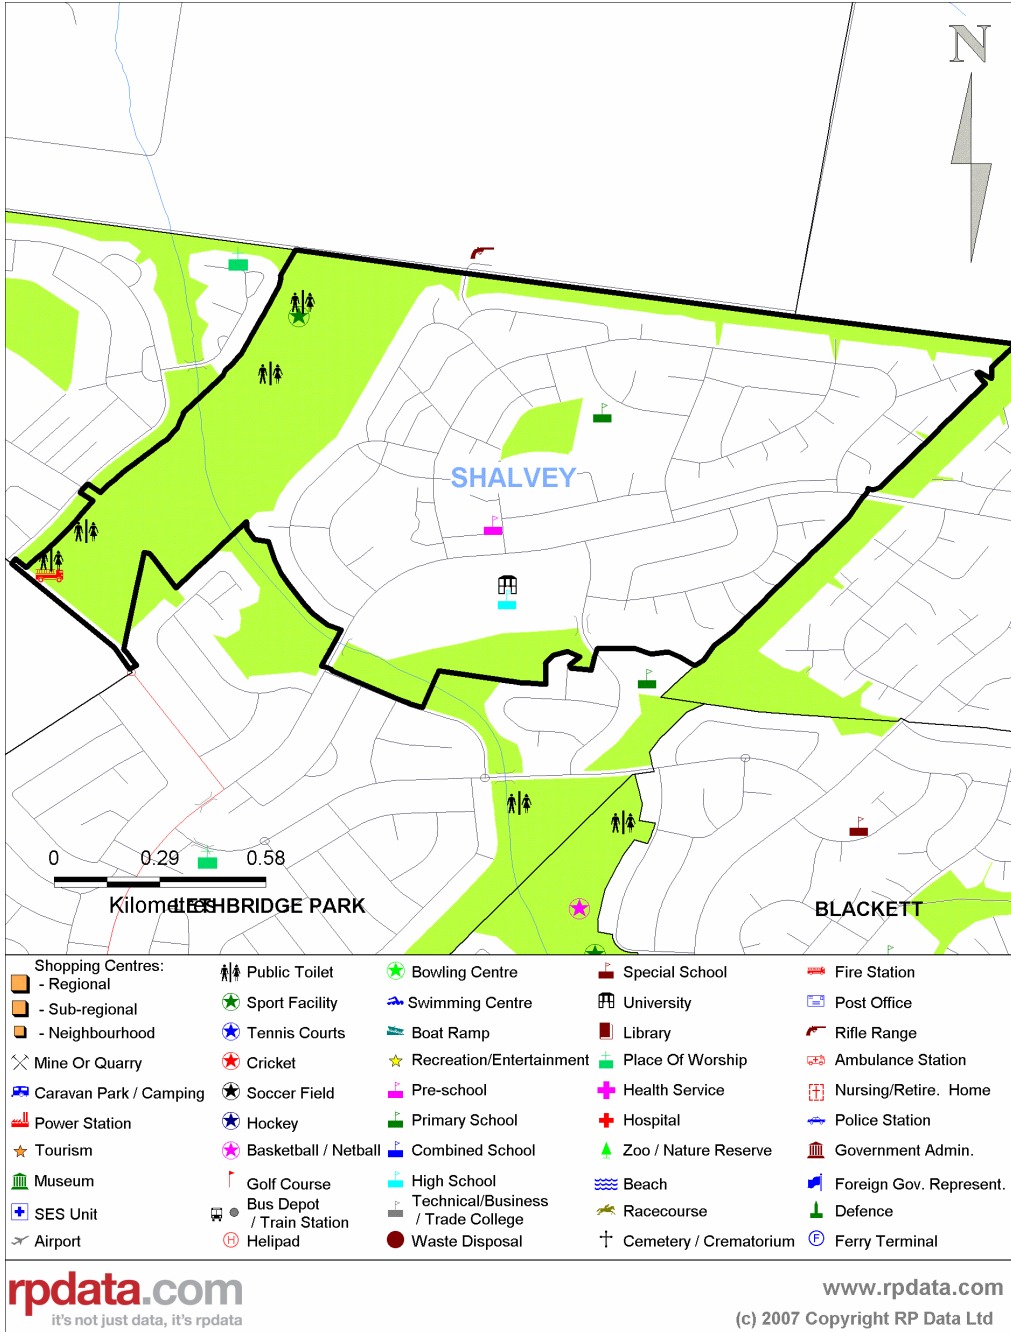 N
SHALVEY
0 0.29 0.58
Kilometres
LETHBRIDGE PARK
BLACKETT
Shopping Centres:
- Regional
- Sub-regional
- Neighbourhood
Mine Or Quarry
Caravan Park / Camping
Power Station
Tourism
Museum
SES Unit
Airport
Public Toilet
Sport Facility
Tennis Courts
Cricket
Soccer Field
Hockey
Basketball / Netball
Golf Course
Bus Depot
/ Train Station
H Helipad
Bowling Centre
Swimming Centre
Boat Ramp
Recreation/Entertainment
Pre-school
Primary School
Combined School
High School
Technical/Business
/ Trade College
Waste Disposal
Special School
University
Library
Place Of Worship
Health Service
Hospital
Zoo / Nature Reserve
Beach
Racecourse
Cemetery / Crematorium
Fire Station
Post Office
Rifle Range
Ambulance Station
Nursing/Retire. Home
Police Station
Government Admin.
Foreign Gov. Represent.
Defence
F Ferry Terminal
rpdata.com
it's not just data, it's rpdata
www.rpdata.com
(c) 2007 Copyright RP Data Ltd